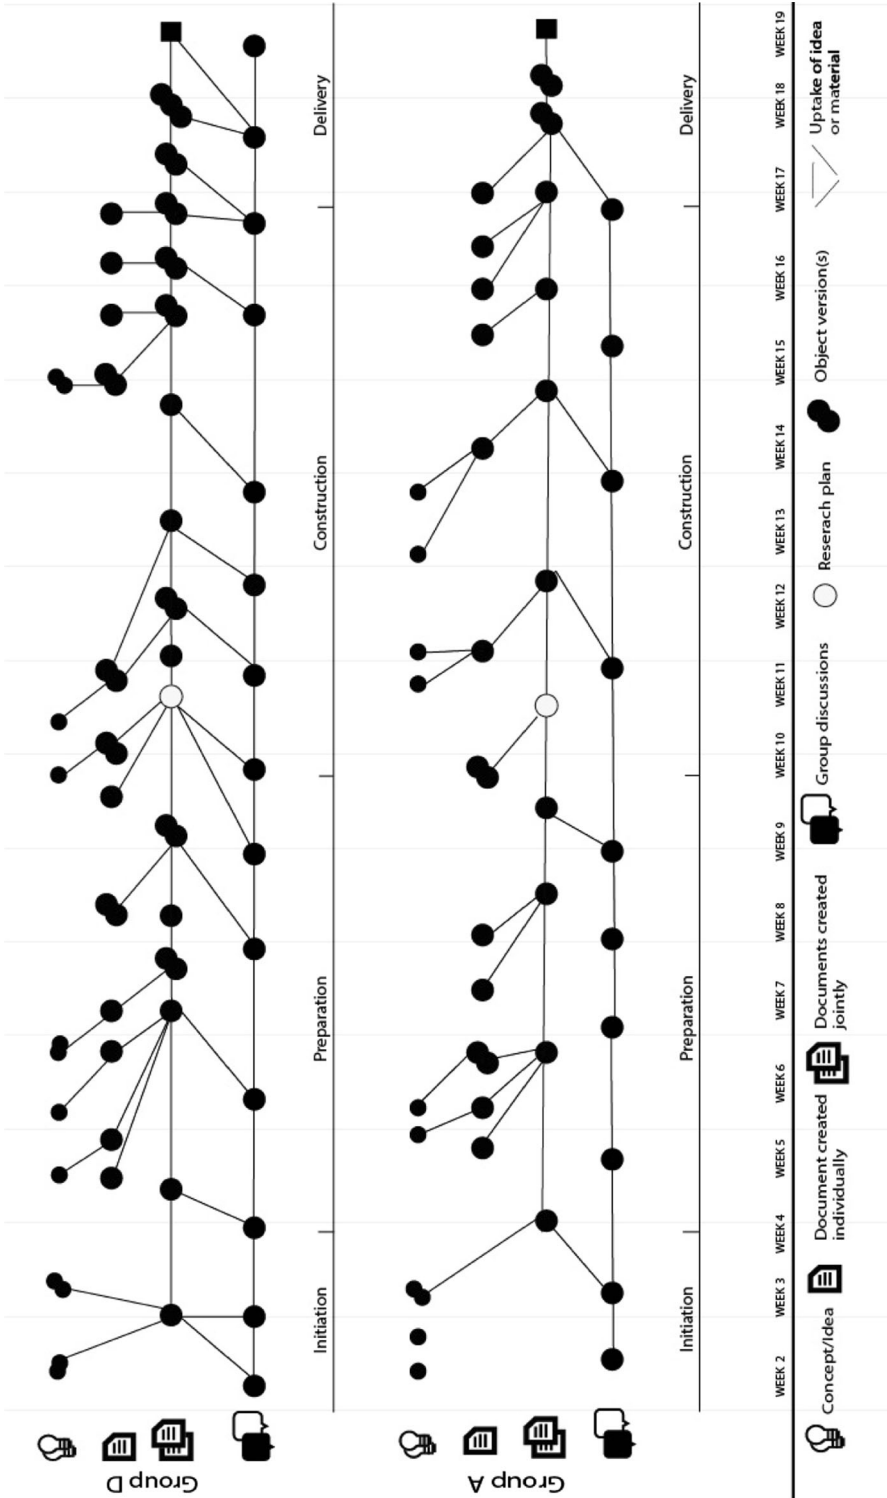 Group D
Initiation
Preparation
Construction
Delivery
Group A
Initiation
Preparation
Construction
Delivery
WEEK 2
WEEK 3
WEEK 4
WEEK 5
WEEK 6
WEEK 7
WEEK 8
WEEK 9
WEEK 10
WEEK 11
WEEK 12
WEEK 13
WEEK 14
WEEK 15
WEEK 16
WEEK 17
WEEK 18
WEEK 19
Concept/Idea
Document created
individually
Documents created
jointly
Group discussions
Reserach plan
Object version(s)
Uptake of idea
or material